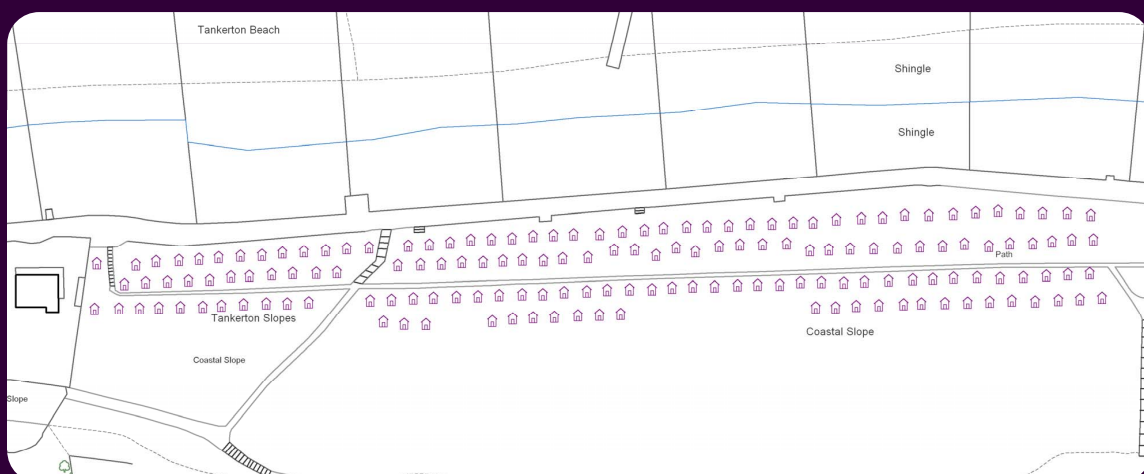 Tankerton Beach
Shingle
Shingle
Path
Tankerton Slopes
Coastal Slope
Coastal Slope
Slope